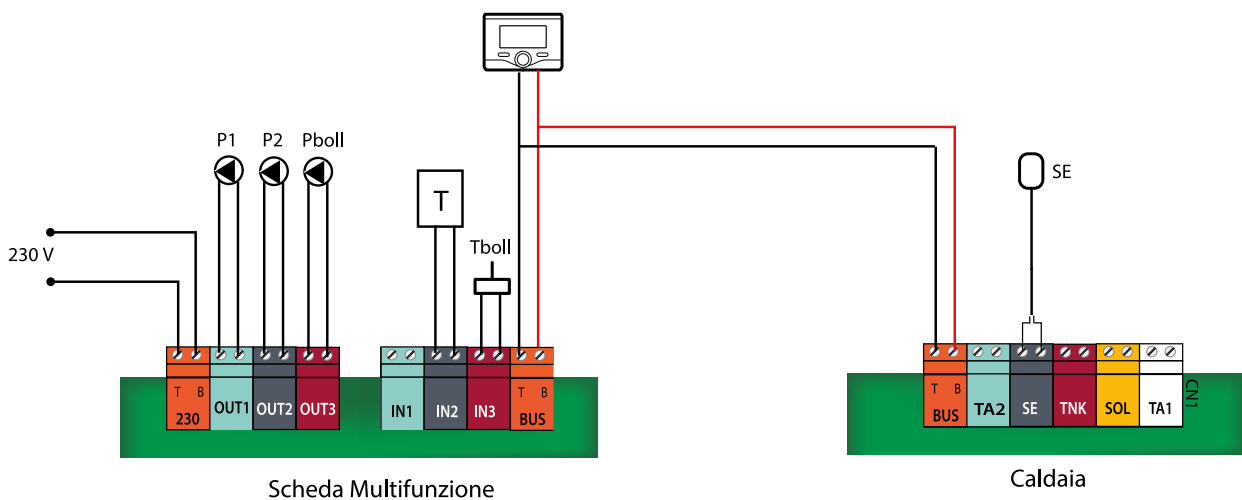 P1 P2 Pboll
230 V
T
Tboll
SE
T B
230
OUT1
OUT2
OUT3
IN1
IN2
IN3
T B
BUS
T B
BUS
TA2
SE
TNK
SOL
TA1
CN1
Scheda Multifunzione
Caldaia